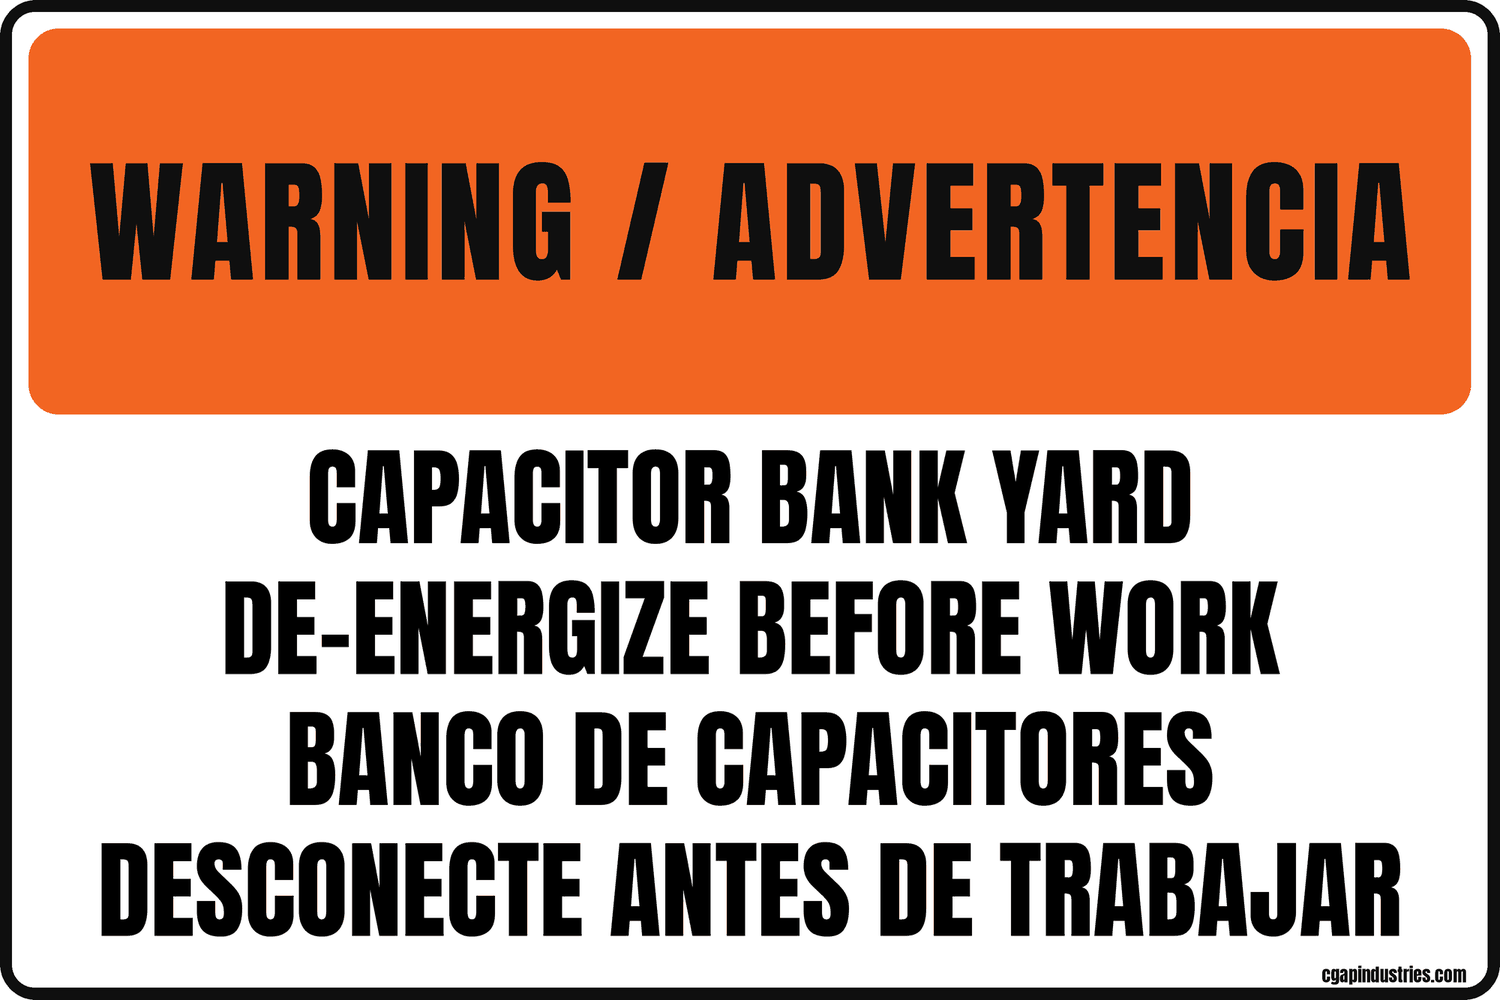 WARNING / ADVERTENCIA
CAPACITOR BANK YARD
DE-ENERGIZE BEFORE WORK
BANCO DE CAPACITORES
DESCONECTE ANTES DE TRABAJAR
cgapindustries.com